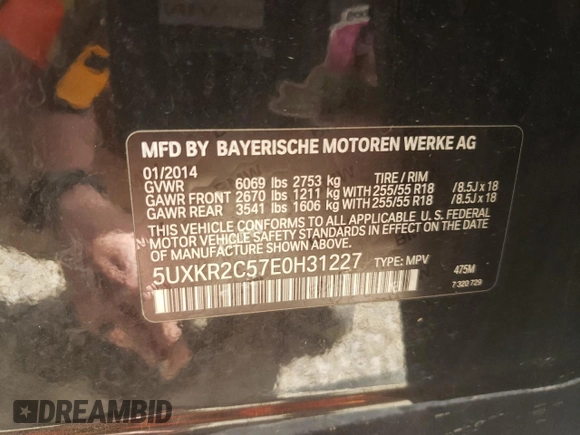 MFD BY BAYERISCHE MOTOREN WERKE AG
01/2014 TIRE / RIM
GVWR 6069 lbs 2753 kg
GAWR FRONT 2670 lbs 1211 kg WITH 255/55 R18 /8.5J x 18
GAWR REAR 3541 lbs 1606 kg WITH 255/55 R18 /8.5J x 18
THIS VEHICLE CONFORMS TO ALL APPLICABLE U.S. FEDERAL
MOTOR VEHICLE SAFETY STANDARDS IN EFFECT ON THE DATE
OF MANUFACTURE SHOWN ABOVE.
5UXKR2C57E0H31227 TYPE: MPV 475M
7 320 729
DREAMBID